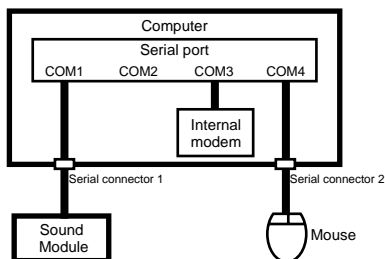 Computer
Serial port
COM1 COM2 COM3 COM4
Internal
modem
Serial connector 1
Serial connector 2
Sound
Module
Mouse